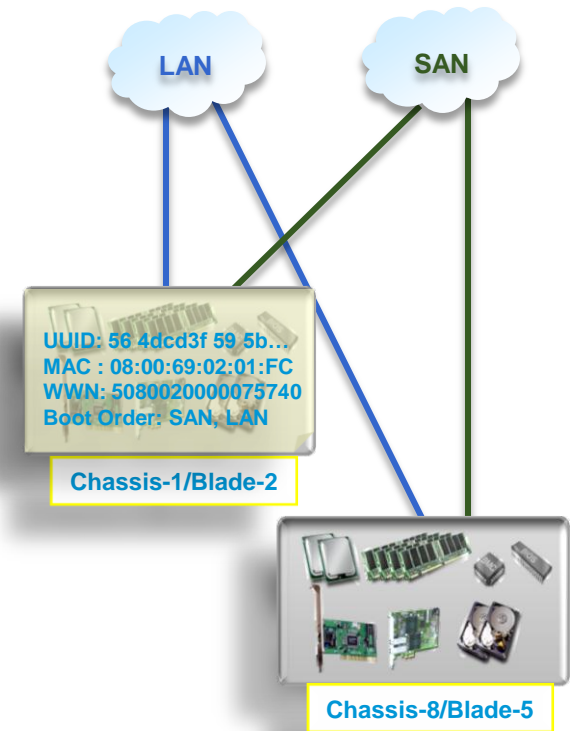 LAN
SAN
UUID: 56 4dcd3f 59 5b…
MAC : 08:00:69:02:01:FC
WWN: 5080020000075740
Boot Order: SAN, LAN
Chassis-1/Blade-2
Chassis-8/Blade-5